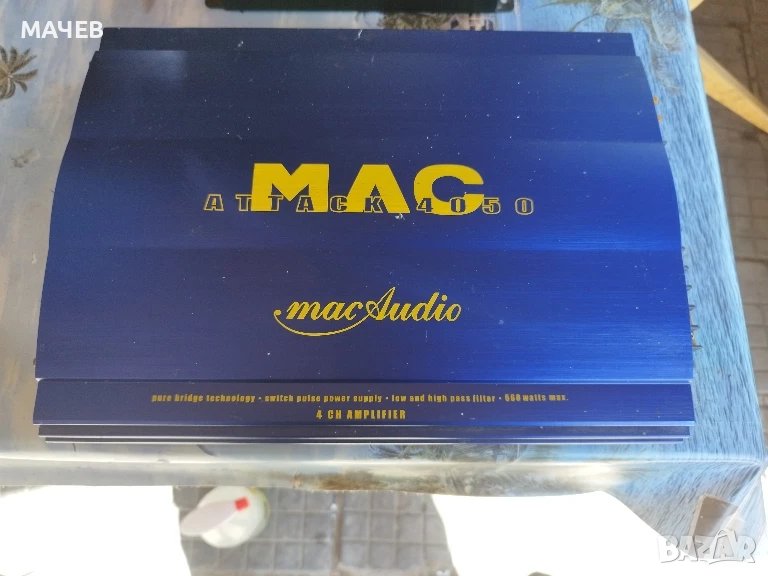 МАЧЕВ
MAC
ATTACK 4050
macAudio
pure bridge technology • switch pulse power supply • low and high pass filter • 560 watts max.
4 CH AMPLIFIER
BAZAR